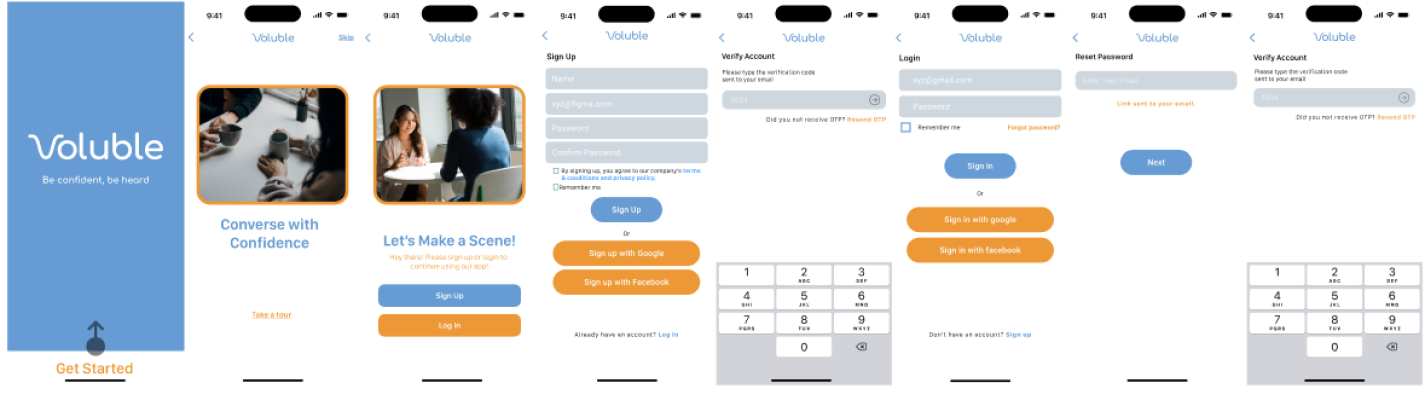 Voluble
Be confident, be heard
Get Started
9:41
Voluble
Skip
Converse with
Confidence
Take a tour
9:41
Voluble
Let's Make a Scene!
Hey there! Please sign up or login to
continue using our app!
Sign Up
Log In
9:41
Voluble
Sign Up
Name
xyz@figma.com
Password
Confirm Password
By signing up, you agree to our company's terms
& conditions and privacy policy.
Remember me
Sign Up
Or
Sign up with Google
Sign up with Facebook
Already have an account? Log In
9:41
Voluble
Verify Account
Please type the verification code
sent to your email
2624
Did you not receive OTP? Resend OTP
1 2 3
ABC DEF
4 5 6
GHI JKL MNO
7 8 9
PQRS TUV WXYZ
0
9:41
Voluble
Login
xyz@gmail.com
Password
Remember me Forgot password?
Sign in
Or
Sign in with google
Sign in with facebook
Don't have an account? Sign up
9:41
Voluble
Reset Password
Enter your Email
Link sent to your email.
Next
9:41
Voluble
Verify Account
Please type the verification code
sent to your email
Did you not receive OTP? Resend OTP
1 2 3
ABC DEF
4 5 6
GHI JKL MNO
7 8 9
PQRS TUV WXYZ
0